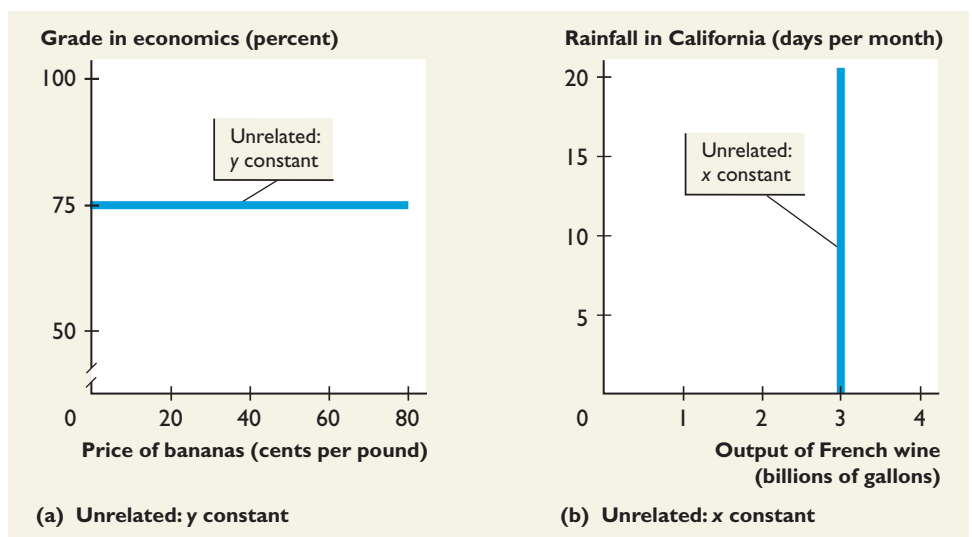 Grade in economics (percent)
100
75
50
0
20
40
60
80
Unrelated:
y constant
Price of bananas (cents per pound)
(a) Unrelated: y constant
Rainfall in California (days per month)
20
15
10
5
0
1
2
3
4
Unrelated:
x constant
Output of French wine
(billions of gallons)
(b) Unrelated: x constant